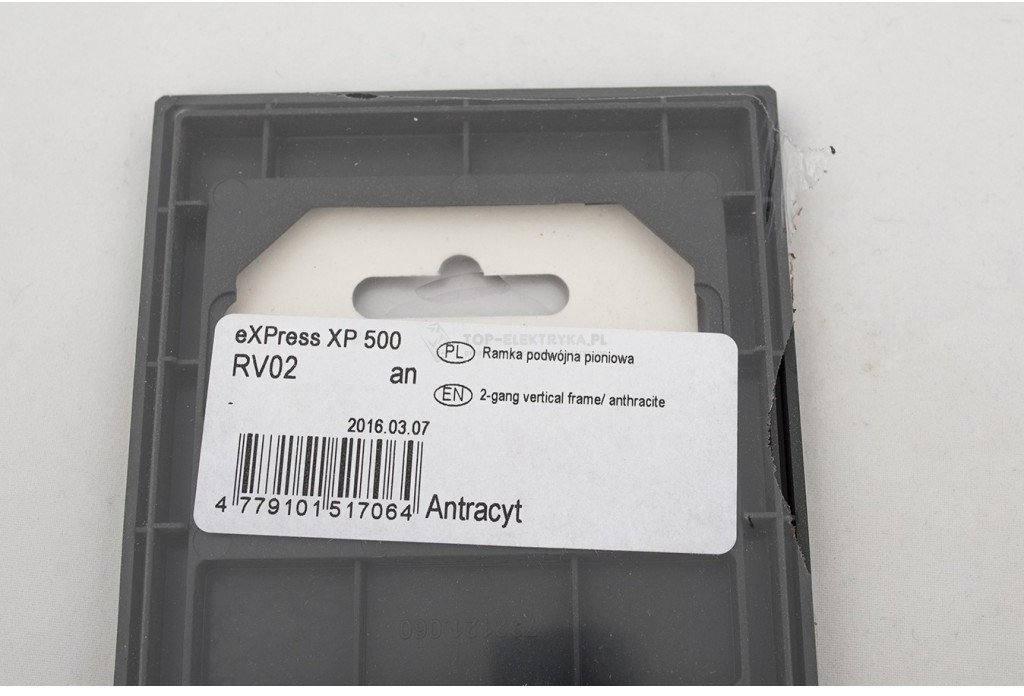 eXPress XP 500
RV02 an
-
PL Ramka podwójna pionowa
EN 2-gang vertical frame/ anthracite
2016.03.07
4 779101 517064
Antracyt
TOP-ELEKTRYKA.PL